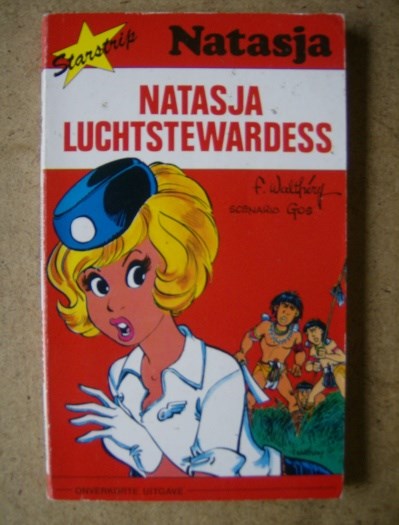 Starstrip
Natasja
NATASJA
LUCHTSTEWARDESS
F. Walthéry
SCENARIO GOS
ONVERKORTE UITGAVE